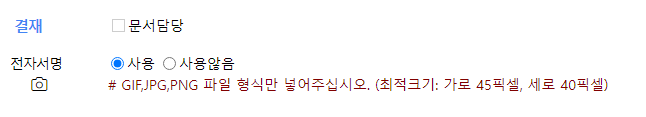 결재 문서담당
전자서명 사용 사용않음
# GIF,JPG,PNG 파일 형식만 넣어주십시오. (최적크기: 가로 45픽셀, 세로 40픽셀)